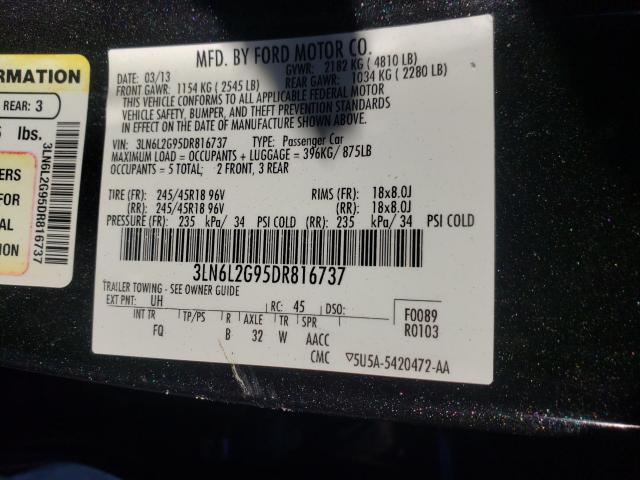 ORMATION
REAR: 3
lbs.
ERS
AL
ION
3LN6L2G95DR816737
MFD. BY FORD MOTOR CO.
DATE: 03/13 GVWR: 2182 KG ( 4810 LB)
FRONT GAWR: 1154 KG ( 2545 LB) REAR GAWR: 1034 KG ( 2280 LB)
THIS VEHICLE CONFORMS TO ALL APPLICABLE FEDERAL MOTOR
VEHICLE SAFETY, BUMPER, AND THEFT PREVENTION STANDARDS
IN EFFECT ON THE DATE OF MANUFACTURE SHOWN ABOVE.
VIN: 3LN6L2G95DR816737 TYPE: Passenger Car
MAXIMUM LOAD = OCCUPANTS + LUGGAGE = 396KG/ 875LB
OCCUPANTS = 5 TOTAL; 2 FRONT, 3 REAR
TIRE (FR): 245/45R18 96V RIMS (FR): 18x8.0J
(RR): 245/45R18 96V (RR): 18x8.0J
PRESSURE (FR): 235 kPa/ 34 PSI COLD (RR): 235 kPa/ 34 PSI COLD
3LN6L2G95DR816737
TRAILER TOWING - SEE OWNER GUIDE
EXT PNT: UH RC: 45 DSO: F0089
INT TR TP/PS R AXLE TR SPR R0103
FQ B 32 W AACC
CMC 5U5A-5420472-AA